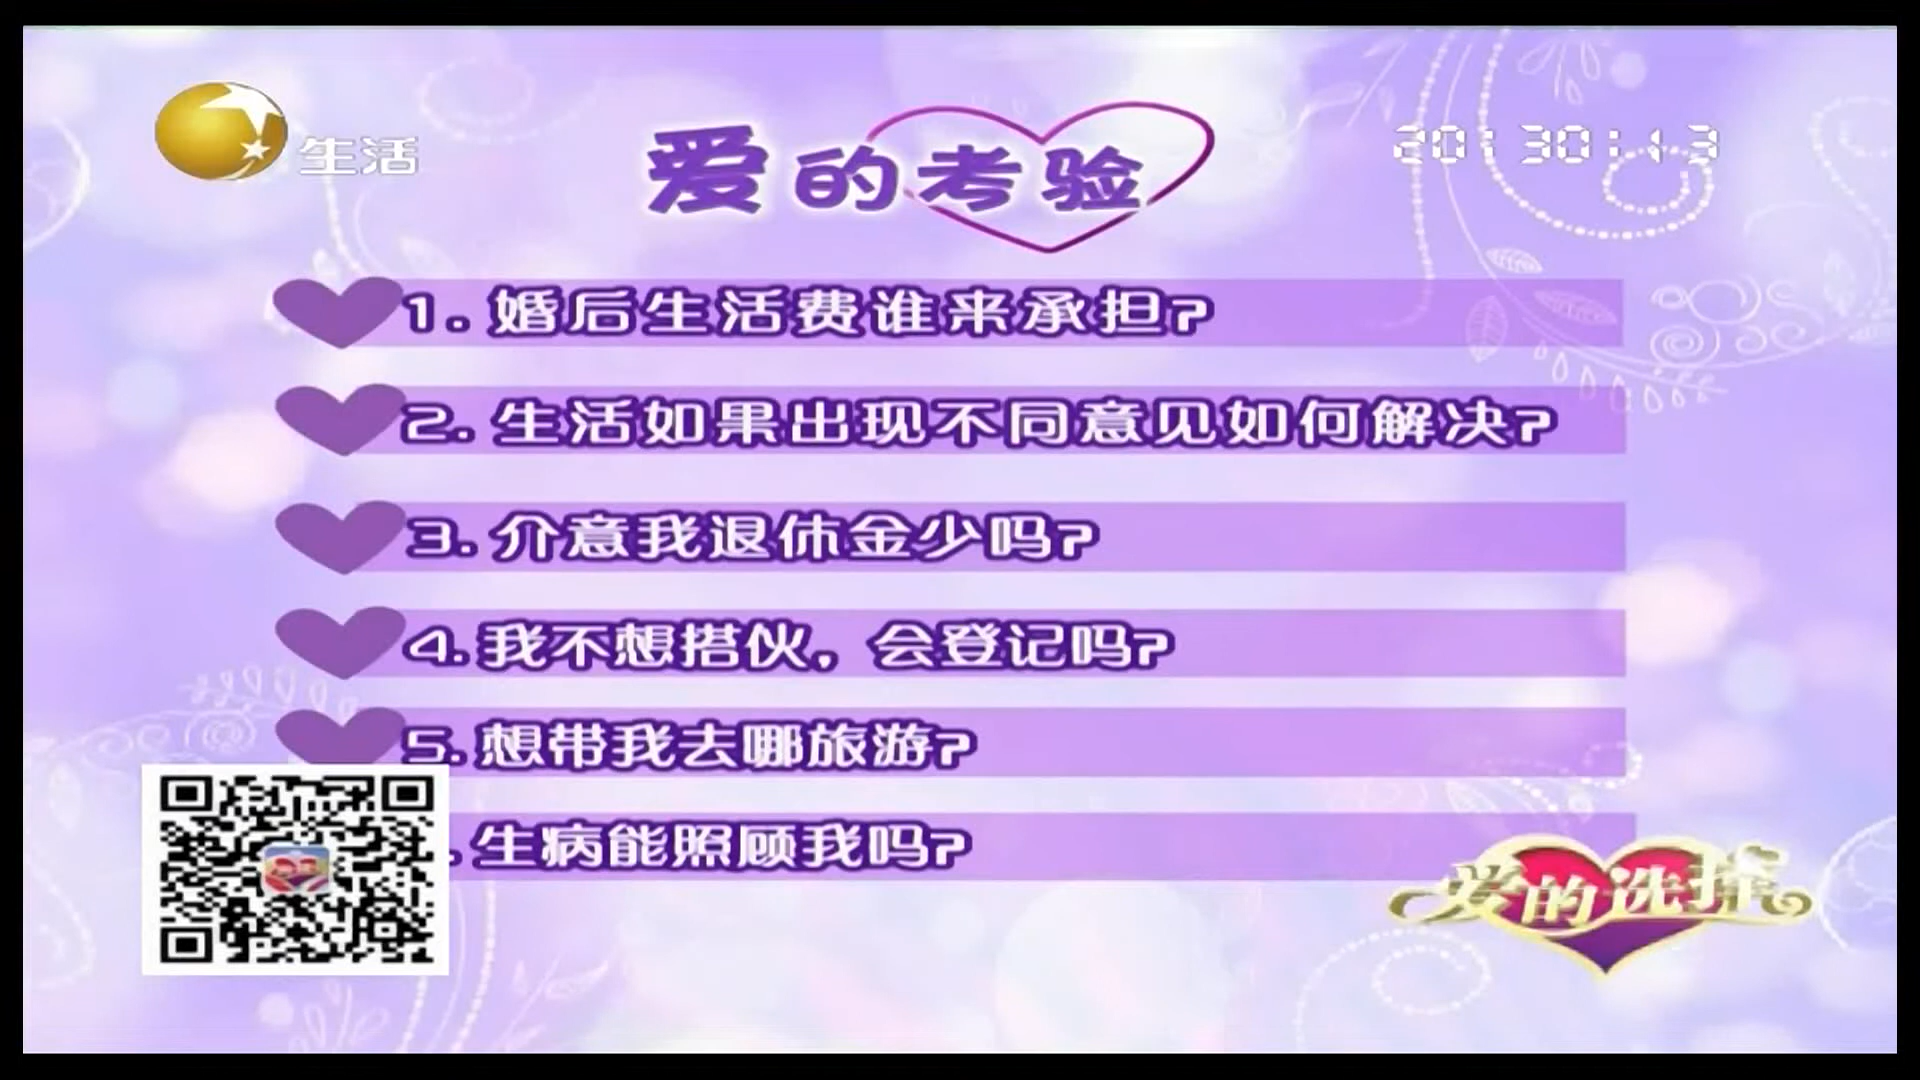 生活
爱的考验
1.婚后生活费谁来承担?
2.生活如果出现不同意见如何解决?
3.介意我退休金少吗?
4.我不想搭伙，会登记吗?
5.想带我去哪旅游?
.生病能照顾我吗?
爱的选择